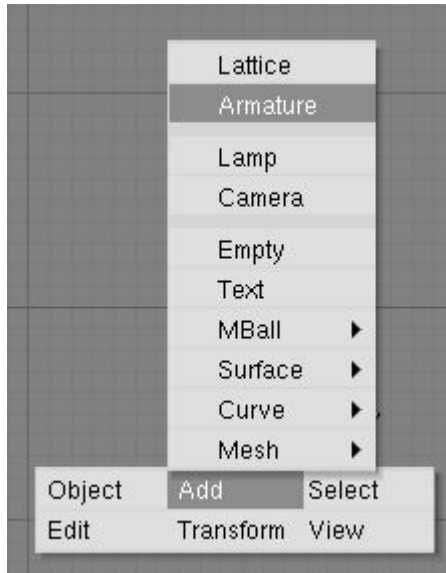 Lattice
Armature
Lamp
Camera
Empty
Text
MBall
Surface
Curve
Mesh
Object Add Select
Edit Transform View